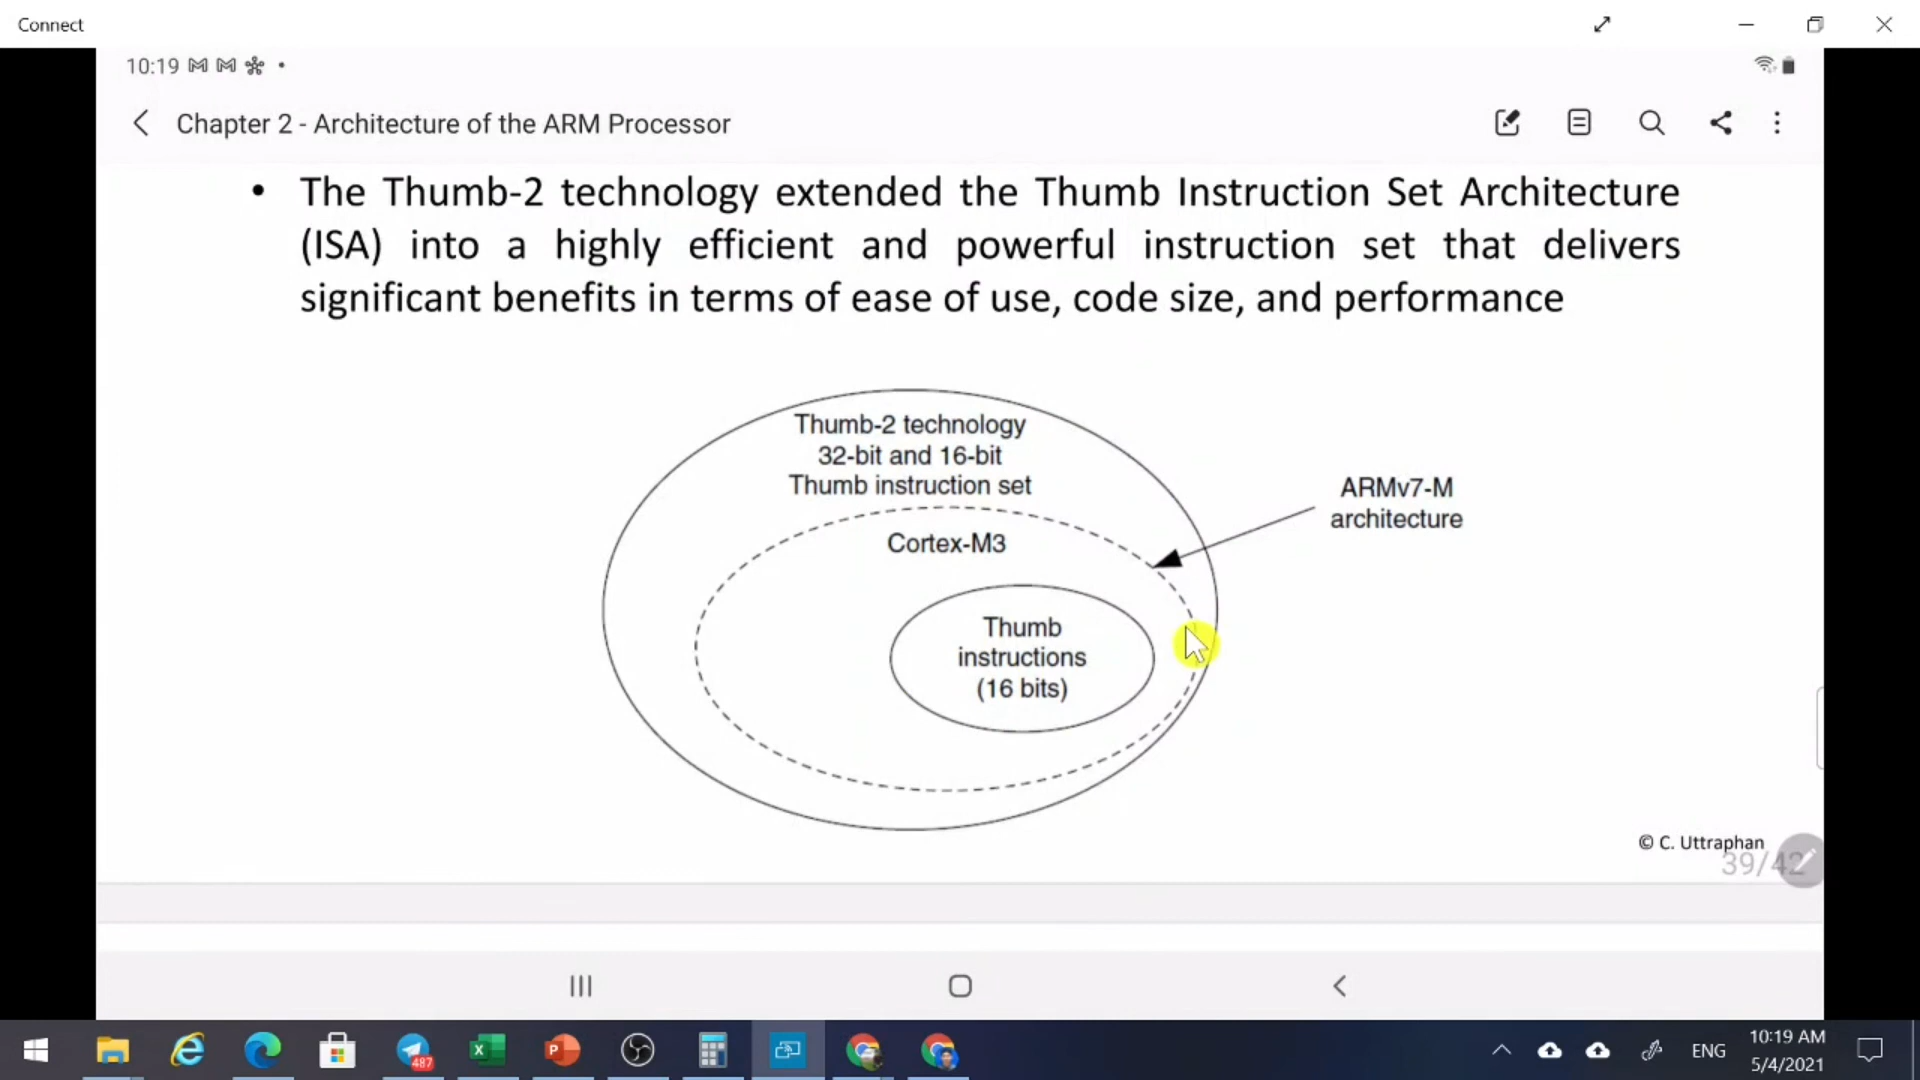 Connect
10:19
Chapter 2 - Architecture of the ARM Processor
• The Thumb-2 technology extended the Thumb Instruction Set Architecture
(ISA) into a highly efficient and powerful instruction set that delivers
significant benefits in terms of ease of use, code size, and performance
Thumb-2 technology
32-bit and 16-bit
Thumb instruction set
Cortex-M3
ARMv7-M
architecture
Thumb
instructions
(16 bits)
© C. Uttraphan
39/42
487
ENG
10:19 AM
5/4/2021